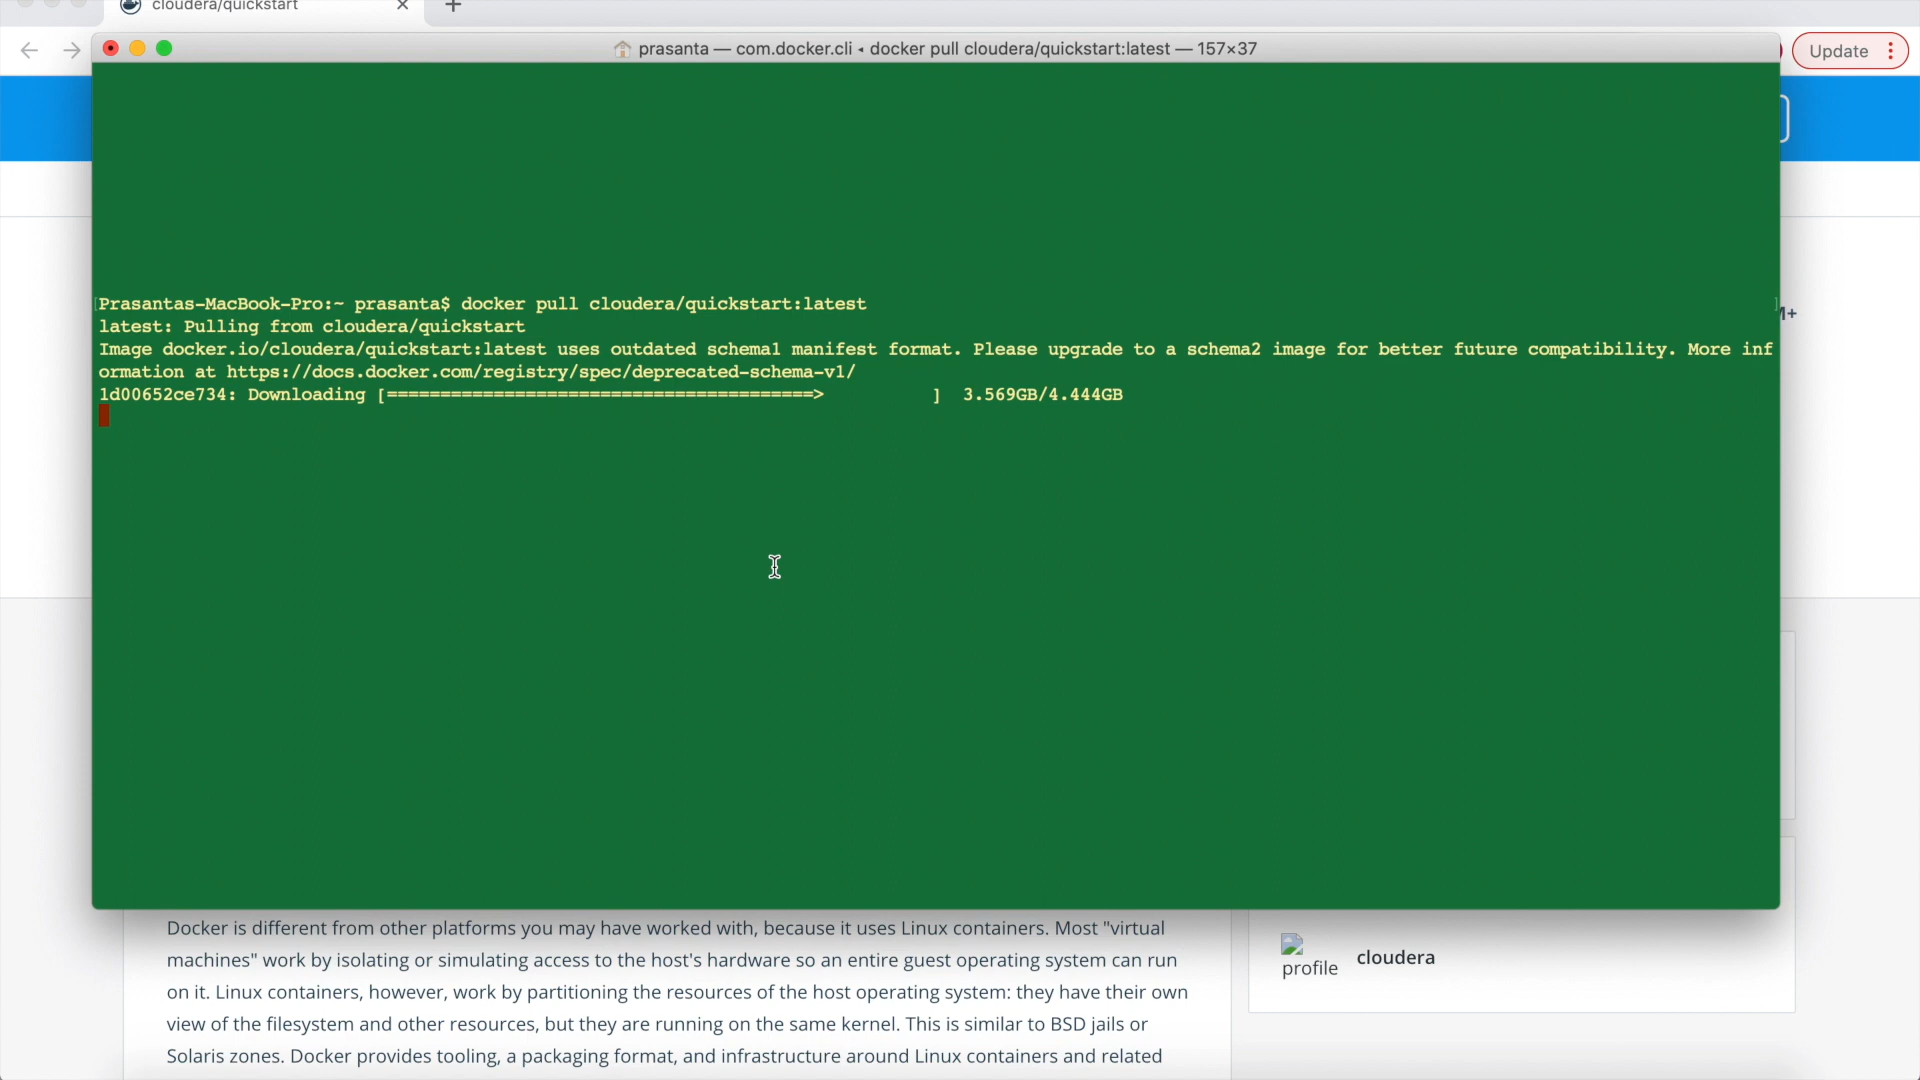 cloudera/quickstart
prasanta — com.docker.cli ◂ docker pull cloudera/quickstart:latest — 157×37
Update
Prasantas-MacBook-Pro:~ prasanta$ docker pull cloudera/quickstart:latest
latest: Pulling from cloudera/quickstart
Image docker.io/cloudera/quickstart:latest uses outdated schema1 manifest format. Please upgrade to a schema2 image for better future compatibility. More inf
ormation at https://docs.docker.com/registry/spec/deprecated-schema-v1/
1d00652ce734: Downloading [========================================>          ]  3.569GB/4.444GB
Docker is different from other platforms you may have worked with, because it uses Linux containers. Most "virtual
machines" work by isolating or simulating access to the host's hardware so an entire guest operating system can run
on it. Linux containers, however, work by partitioning the resources of the host operating system: they have their own
view of the filesystem and other resources, but they are running on the same kernel. This is similar to BSD jails or
Solaris zones. Docker provides tooling, a packaging format, and infrastructure around Linux containers and related
profile
cloudera